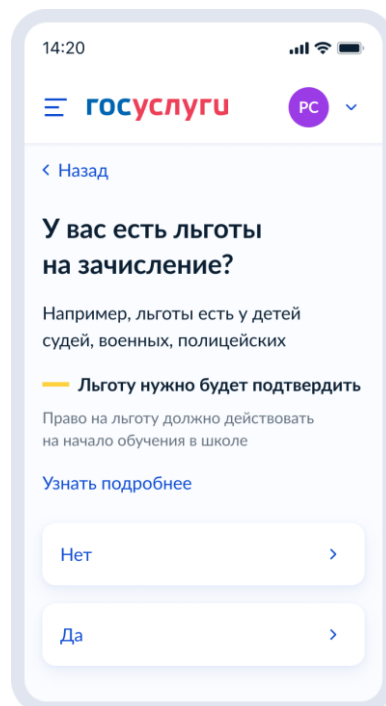 14:20
госуслуги
РС
Назад
У вас есть льготы
на зачисление?
Например, льготы есть у детей
судей, военных, полицейских
Льготу нужно будет подтвердить
Право на льготу должно действовать
на начало обучения в школе
Узнать подробнее
Нет
Да